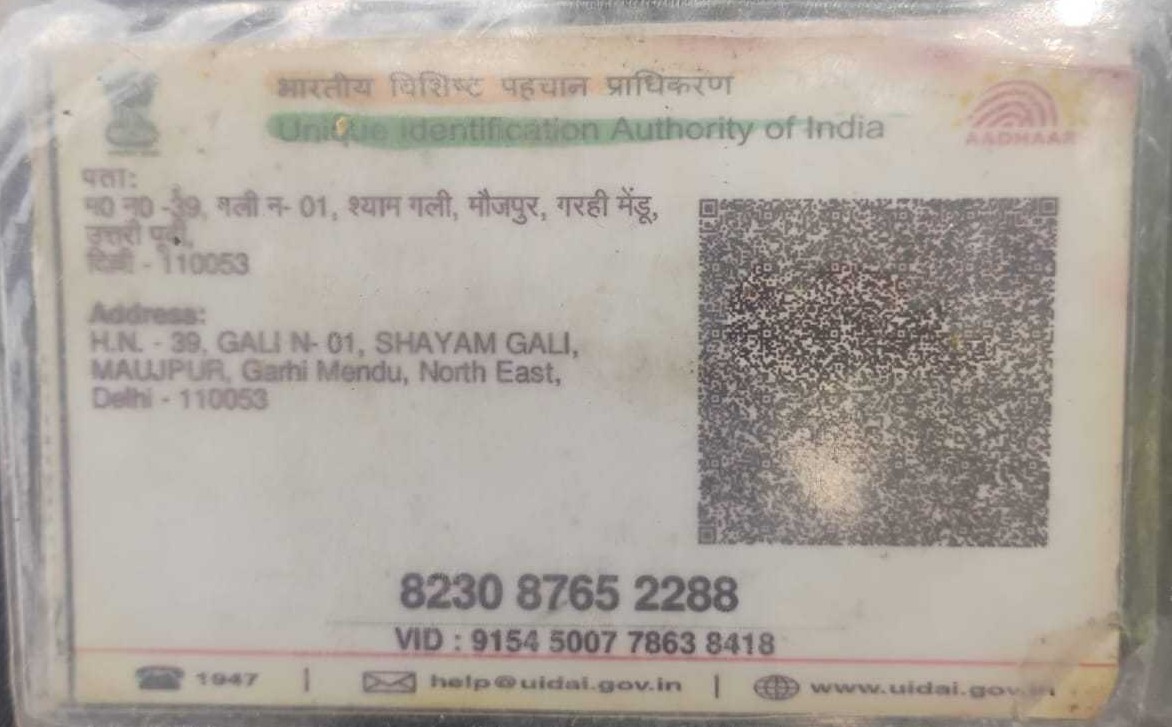 भारतीय विशिष्ट पहचान प्राधिकरण
Unique Identification Authority of India
AADHAAR
पता:
म0 न0 -39, गली न- 01, श्याम गली, मौजपुर, गरही मेंडू,
उत्तरी पूर्वी,
दिल्ली - 110053
Address:
H.N. - 39, GALI N- 01, SHAYAM GALI,
MAUJPUR, Garhi Mendu, North East,
Delhi - 110053
8230 8765 2288
VID : 9154 5007 7863 8418
1947 | help@uidai.gov.in | www.uidai.gov.in